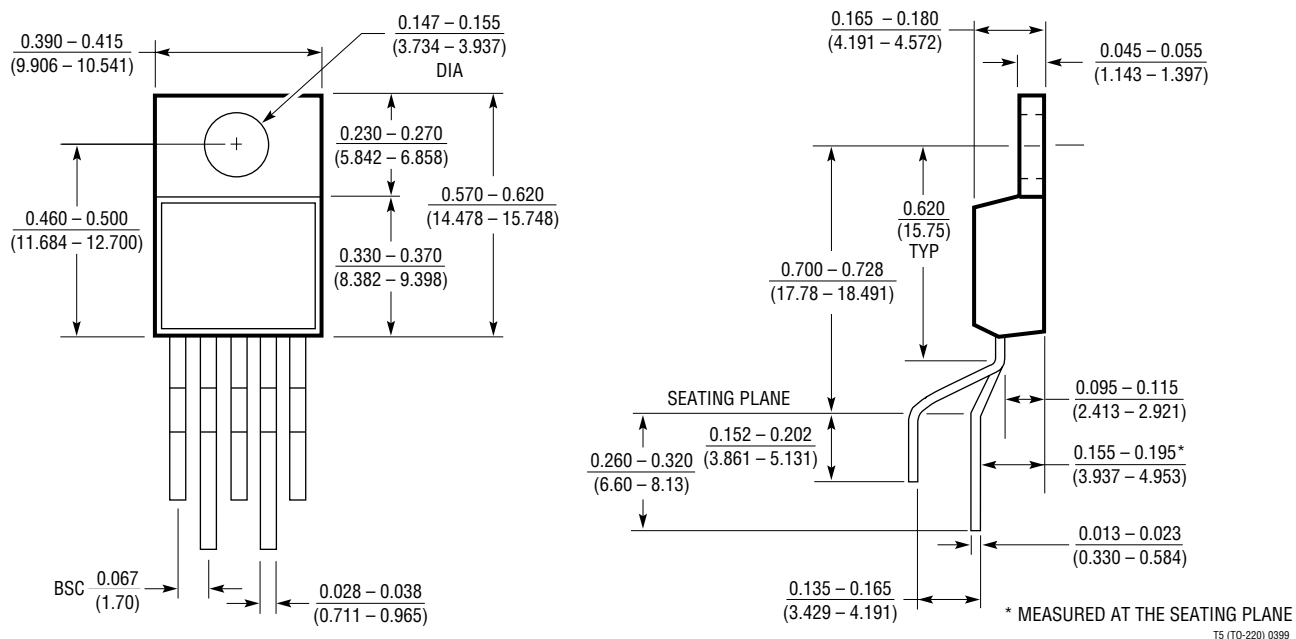 0.390 – 0.415
(9.906 – 10.541)
0.147 – 0.155
(3.734 – 3.937)
DIA
0.230 – 0.270
(5.842 – 6.858)
0.570 – 0.620
(14.478 – 15.748)
0.460 – 0.500
(11.684 – 12.700)
0.330 – 0.370
(8.382 – 9.398)
BSC 0.067
(1.70)
0.028 – 0.038
(0.711 – 0.965)
0.165 – 0.180
(4.191 – 4.572)
0.045 – 0.055
(1.143 – 1.397)
0.620
(15.75)
TYP
0.700 – 0.728
(17.78 – 18.491)
SEATING PLANE
0.152 – 0.202
(3.861 – 5.131)
0.260 – 0.320
(6.60 – 8.13)
0.095 – 0.115
(2.413 – 2.921)
0.155 – 0.195*
(3.937 – 4.953)
0.013 – 0.023
(0.330 – 0.584)
0.135 – 0.165
(3.429 – 4.191)
* MEASURED AT THE SEATING PLANE
T5 (TO-220) 0399